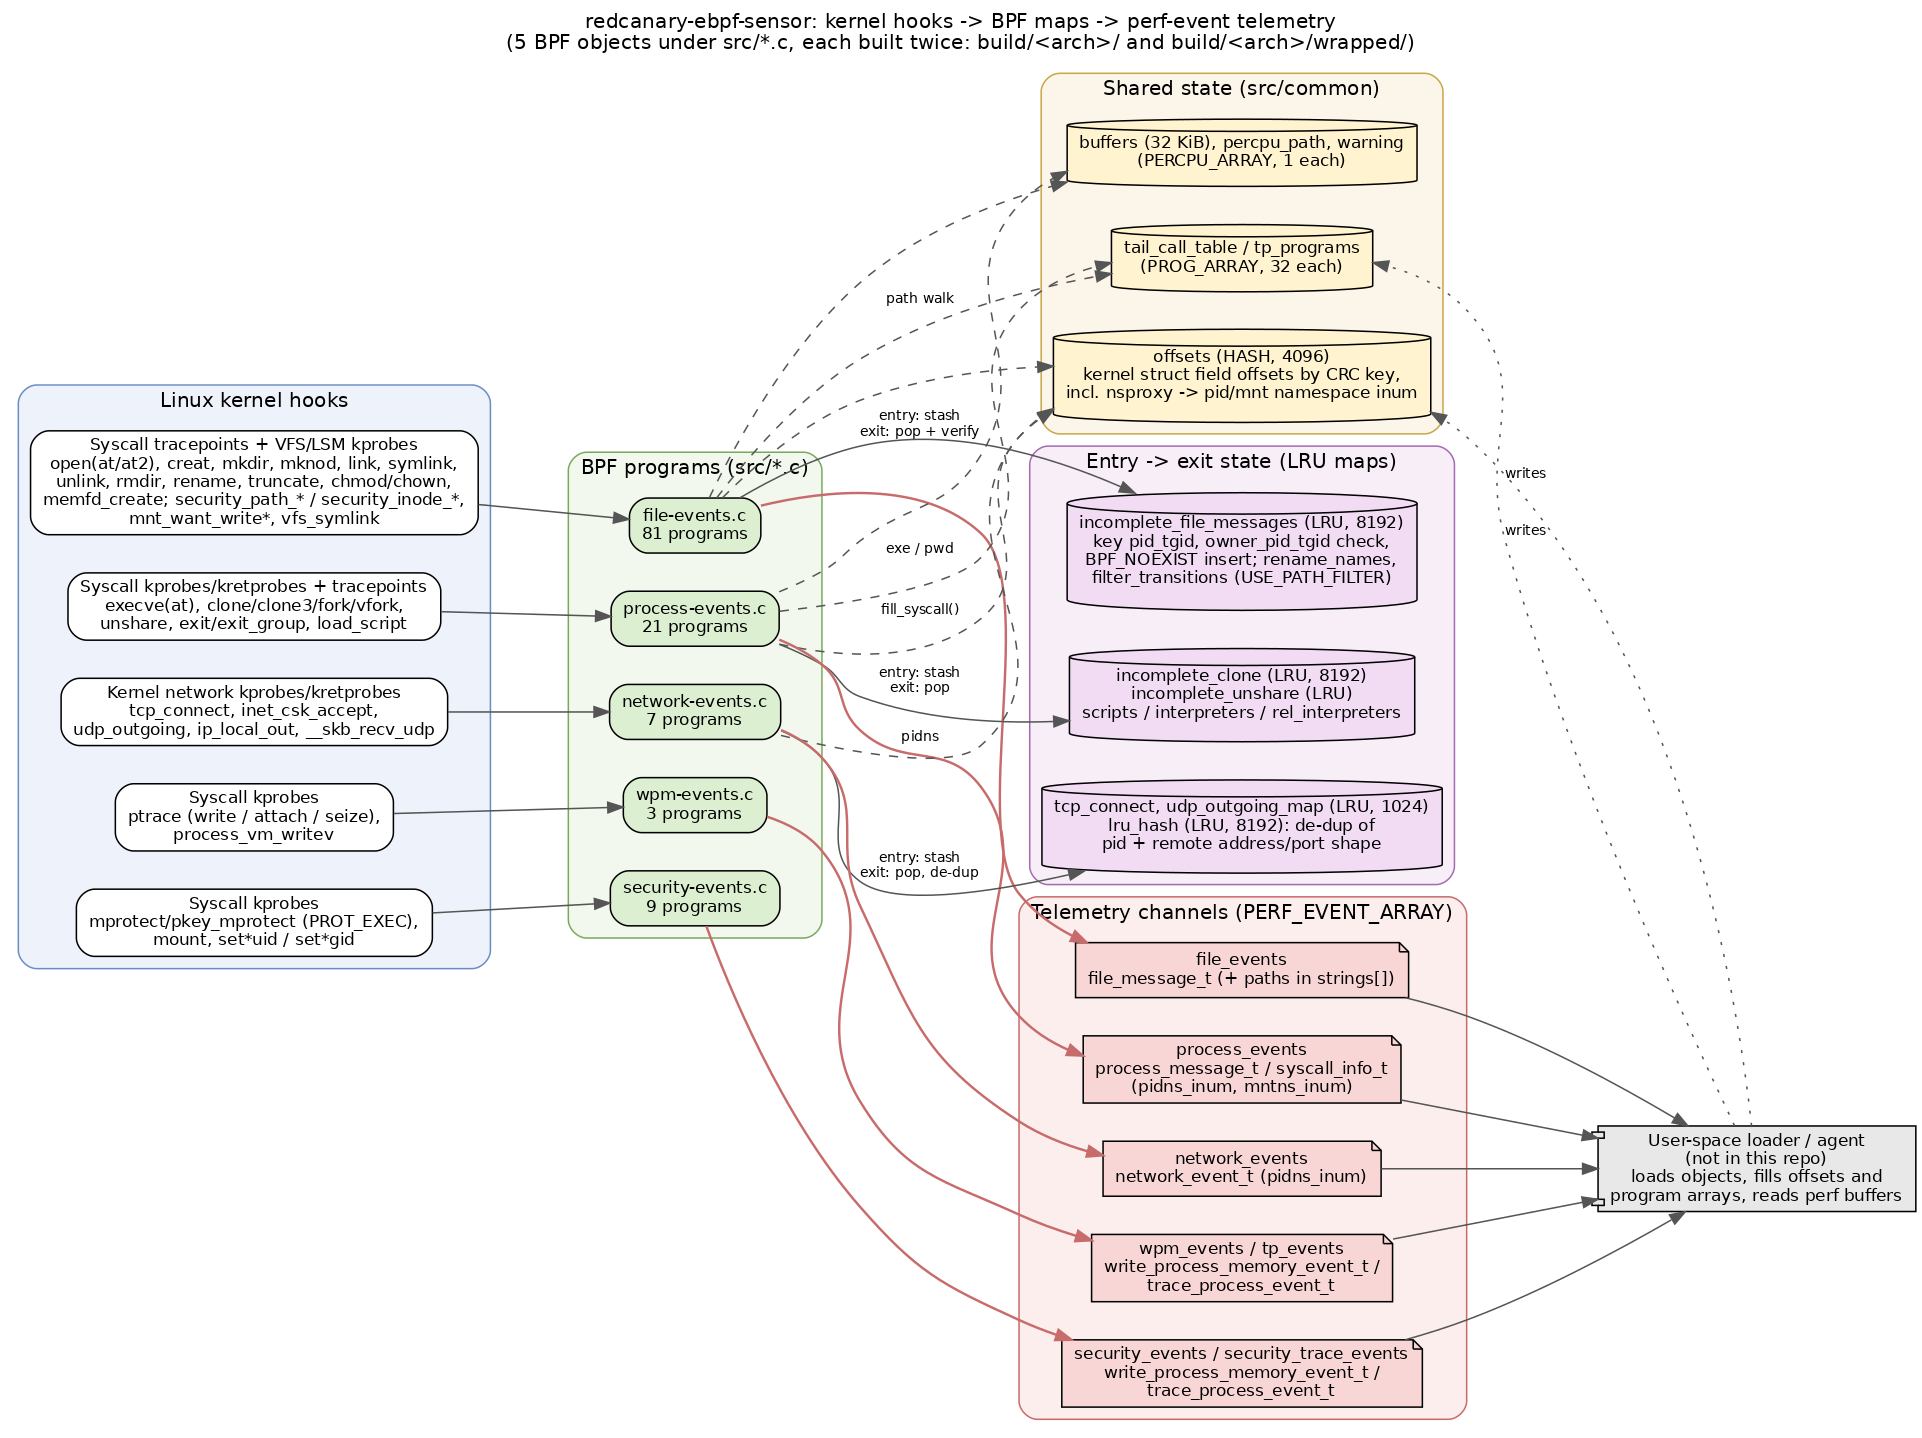 redcanary-ebpf-sensor: kernel hooks -> BPF maps -> perf-event telemetry
(5 BPF objects under src/*.c, each built twice: build/<arch>/ and build/<arch>/wrapped/)
Linux kernel hooks
Syscall tracepoints + VFS/LSM kprobes
open(at/at2), creat, mkdir, mknod, link, symlink,
unlink, rmdir, rename, truncate, chmod/chown,
memfd_create; security_path_* / security_inode_*,
mnt_want_write*, vfs_symlink
Syscall kprobes/kretprobes + tracepoints
execve(at), clone/clone3/fork/vfork,
unshare, exit/exit_group, load_script
Kernel network kprobes/kretprobes
tcp_connect, inet_csk_accept,
udp_outgoing, ip_local_out, __skb_recv_udp
Syscall kprobes
ptrace (write / attach / seize),
process_vm_writev
Syscall kprobes
mprotect/pkey_mprotect (PROT_EXEC),
mount, set*uid / set*gid
BPF programs (src/*.c)
file-events.c
81 programs
process-events.c
21 programs
network-events.c
7 programs
wpm-events.c
3 programs
security-events.c
9 programs
path walk
entry: stash
exit: pop + verify
exe / pwd
fill_syscall()
entry: stash
exit: pop
pidns
entry: stash
exit: pop, de-dup
Shared state (src/common)
buffers (32 KiB), percpu_path, warning
(PERCPU_ARRAY, 1 each)
tail_call_table / tp_programs
(PROG_ARRAY, 32 each)
offsets (HASH, 4096)
kernel struct field offsets by CRC key,
incl. nsproxy -> pid/mnt namespace inum
Entry -> exit state (LRU maps)
incomplete_file_messages (LRU, 8192)
key pid_tgid, owner_pid_tgid check,
BPF_NOEXIST insert; rename_names,
filter_transitions (USE_PATH_FILTER)
incomplete_clone (LRU, 8192)
incomplete_unshare (LRU)
scripts / interpreters / rel_interpreters
tcp_connect, udp_outgoing_map (LRU, 1024)
lru_hash (LRU, 8192): de-dup of
pid + remote address/port shape
Telemetry channels (PERF_EVENT_ARRAY)
file_events
file_message_t (+ paths in strings[])
process_events
process_message_t / syscall_info_t
(pidns_inum, mntns_inum)
network_events
network_event_t (pidns_inum)
wpm_events / tp_events
write_process_memory_event_t /
trace_process_event_t
security_events / security_trace_events
write_process_memory_event_t /
trace_process_event_t
writes
writes
User-space loader / agent
(not in this repo)
loads objects, fills offsets and
program arrays, reads perf buffers